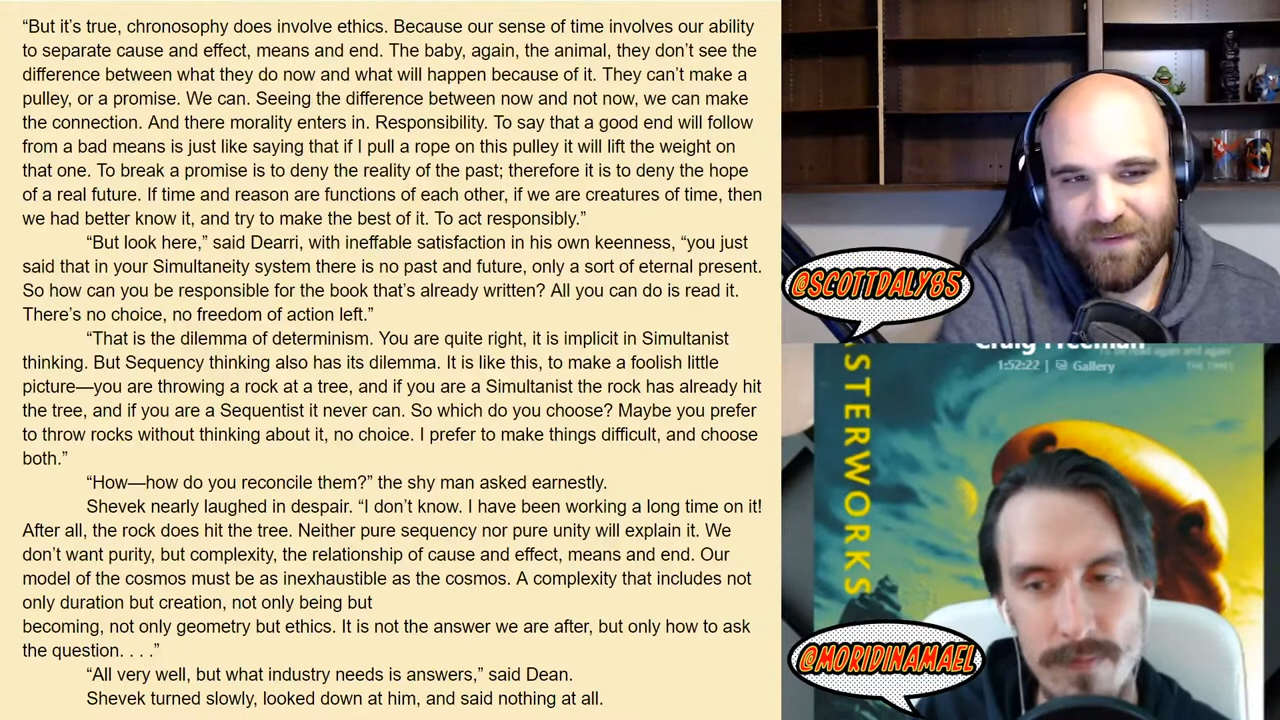 “But it’s true, chronosophy does involve ethics. Because our sense of time involves our ability
to separate cause and effect, means and end. The baby, again, the animal, they don’t see the
difference between what they do now and what will happen because of it. They can’t make a
pulley, or a promise. We can. Seeing the difference between now and not now, we can make
the connection. And there morality enters in. Responsibility. To say that a good end will follow
from a bad means is just like saying that if I pull a rope on this pulley it will lift the weight on
that one. To break a promise is to deny the reality of the past; therefore it is to deny the hope
of a real future. If time and reason are functions of each other, if we are creatures of time, then
we had better know it, and try to make the best of it. To act responsibly.”
“But look here,” said Dearri, with ineffable satisfaction in his own keenness, “you just
said that in your Simultaneity system there is no past and future, only a sort of eternal present.
So how can you be responsible for the book that’s already written? All you can do is read it.
There’s no choice, no freedom of action left.”
“That is the dilemma of determinism. You are quite right, it is implicit in Simultanist
thinking. But Sequency thinking also has its dilemma. It is like this, to make a foolish little
picture—you are throwing a rock at a tree, and if you are a Simultanist the rock has already hit
the tree, and if you are a Sequentist it never can. So which do you choose? Maybe you prefer
to throw rocks without thinking about it, no choice. I prefer to make things difficult, and choose
both.”
“How—how do you reconcile them?” the shy man asked earnestly.
Shevek nearly laughed in despair. “I don’t know. I have been working a long time on it!
After all, the rock does hit the tree. Neither pure sequency nor pure unity will explain it. We
don’t want purity, but complexity, the relationship of cause and effect, means and end. Our
model of the cosmos must be as inexhaustible as the cosmos. A complexity that includes not
only duration but creation, not only being but
becoming, not only geometry but ethics. It is not the answer we are after, but only how to ask
the question. . . .”
“All very well, but what industry needs is answers,” said Dean.
Shevek turned slowly, looked down at him, and said nothing at all.
@SCOTTDALY85
Craig Freeman
1:52:22 | Gallery
THE TIMES
ASTERWORKS
@MORIDINAMAEL